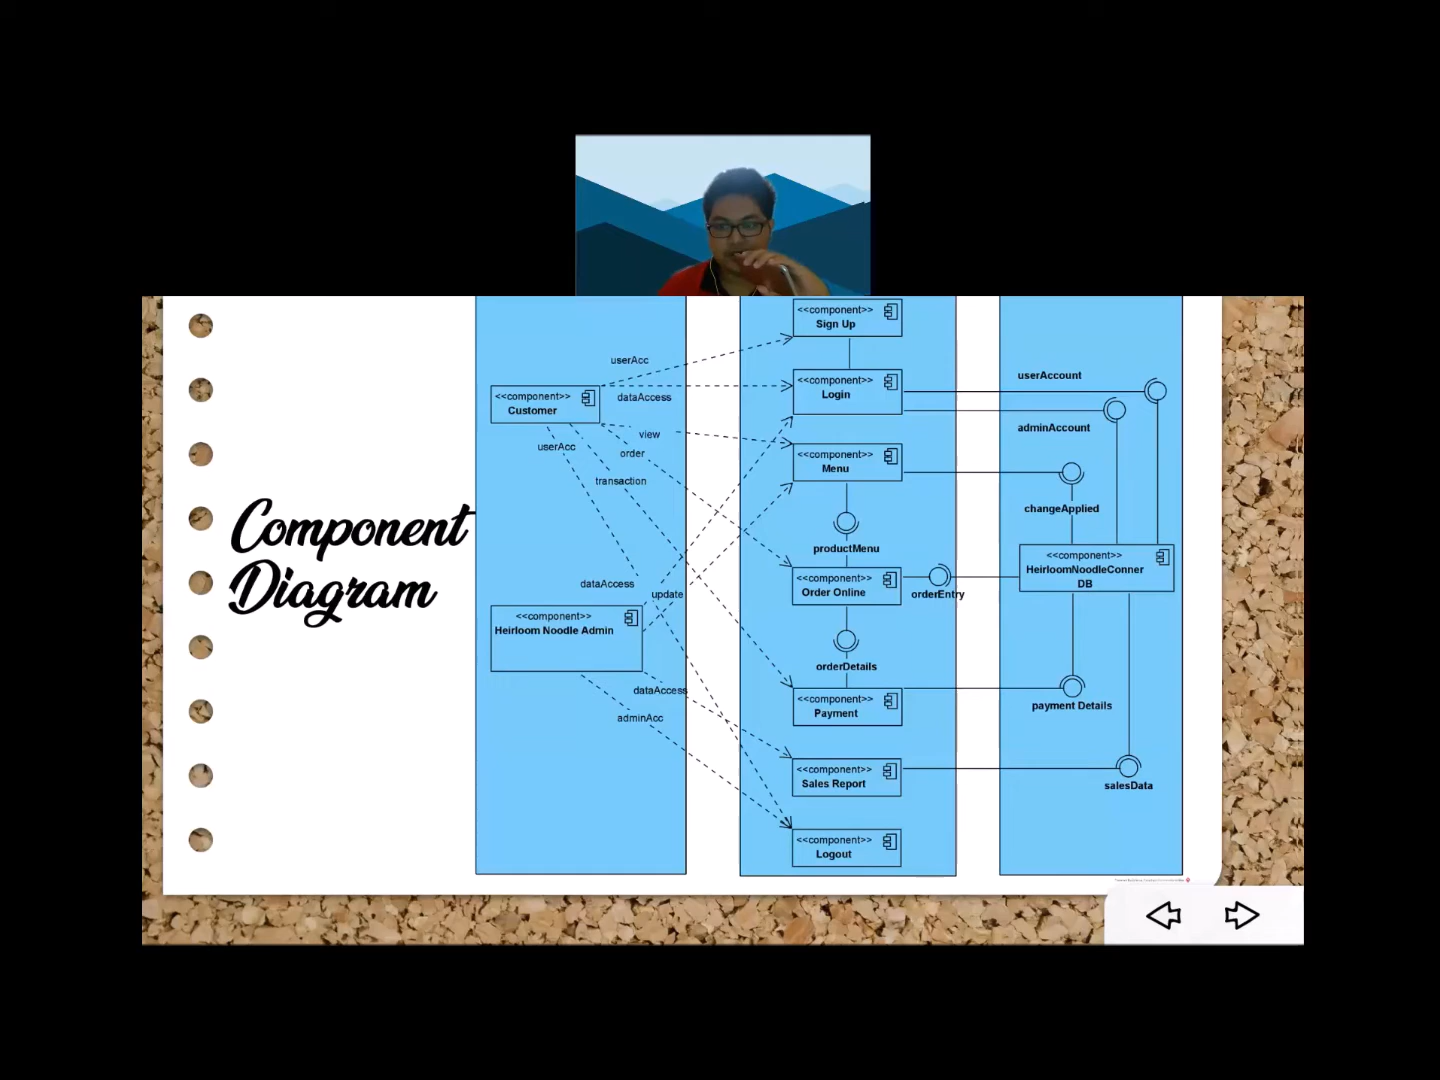 Component
Diagram
<<component>>
Customer
<<component>>
Heirloom Noodle Admin
userAcc
dataAccess
view
order
userAcc
transaction
dataAccess
update
dataAccess
adminAcc
<<component>>
Sign Up
<<component>>
Login
<<component>>
Menu
productMenu
<<component>>
Order Online
orderEntry
orderDetails
<<component>>
Payment
<<component>>
Sales Report
<<component>>
Logout
userAccount
adminAccount
changeApplied
<<component>>
HeirloomNoodleConner
DB
payment Details
salesData